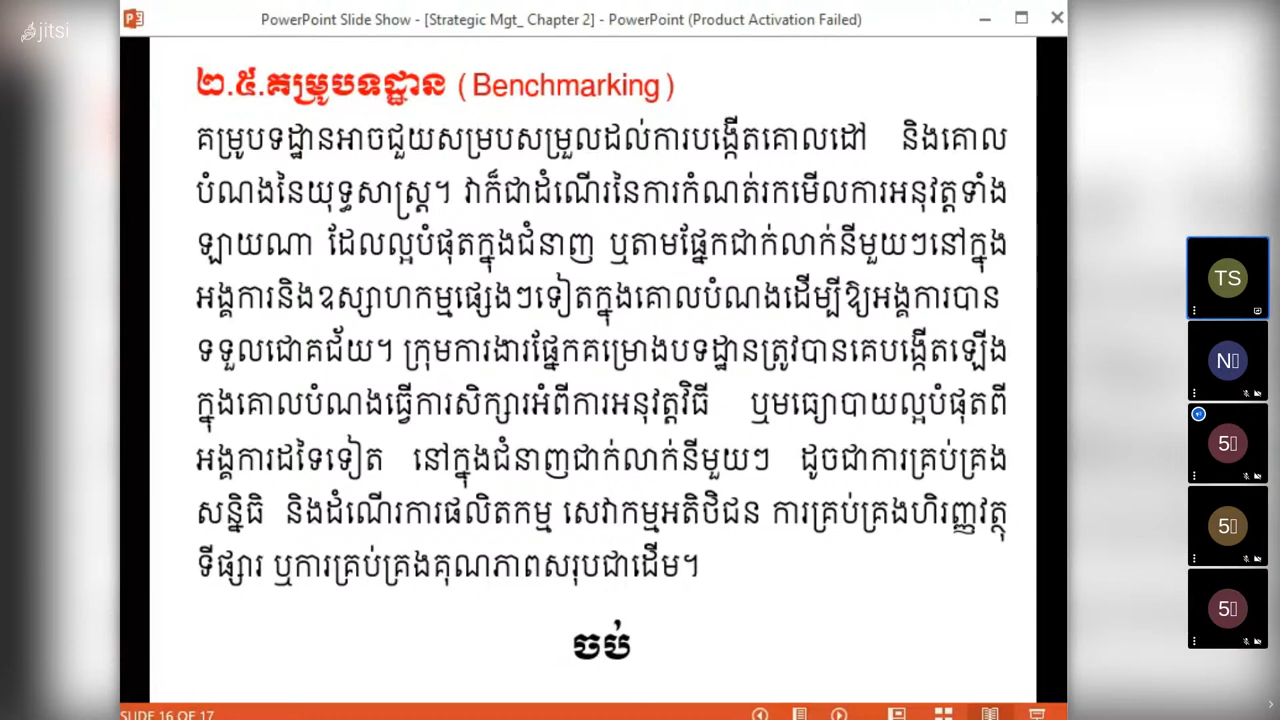 jitsi
PowerPoint Slide Show - [Strategic Mgt_ Chapter 2] - PowerPoint (Product Activation Failed)
២.៥.គម្រូបទដ្ឋាន (Benchmarking)
គម្រូបទដ្ឋានអាចជួយសម្របសម្រួលដល់ការបង្កើតគោលដៅ និងគោល
បំណងនៃយុទ្ធសាស្ត្រ។ វាក៏ជាដំណើរនៃការកំណត់រកមើលការអនុវត្តទាំង
ឡាយណា ដែលល្អបំផុតក្នុងជំនាញ ឬតាមផ្នែកជាក់លាក់នីមួយៗនៅក្នុង
អង្គការនិងឧស្សាហកម្មផ្សេងៗទៀតក្នុងគោលបំណងដើម្បីឱ្យអង្គការបាន
ទទួលជោគជ័យ។ ក្រុមការងារផ្នែកគម្រោងបទដ្ឋានត្រូវបានគេបង្កើតឡើង
ក្នុងគោលបំណងធ្វើការសិក្សារអំពីការអនុវត្តវិធី ឬមធ្យោបាយល្អបំផុតពី
អង្គការដទៃទៀត នៅក្នុងជំនាញជាក់លាក់នីមួយៗ ដូចជាការគ្រប់គ្រង
សន្និធិ និងដំណើរការផលិតកម្ម សេវាកម្មអតិថិជន ការគ្រប់គ្រងហិរញ្ញវត្ថុ
ទីផ្សារ ឬការគ្រប់គ្រងគុណភាពសរុបជាដើម។
ចប់
SLIDE 16 OF 17
TS
N
5
5
5